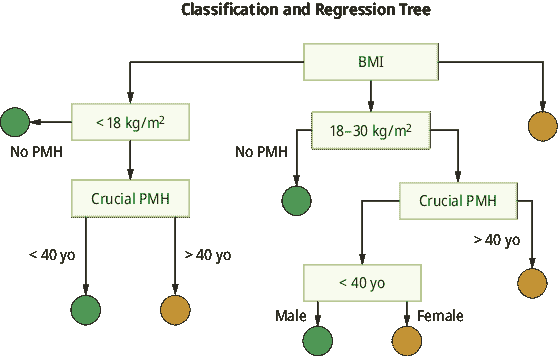 Classification and Regression Tree
BMI
< 18 kg/m²
18–30 kg/m²
No PMH
No PMH
Crucial PMH
Crucial PMH
< 40 yo
> 40 yo
> 40 yo
< 40 yo
Male
Female